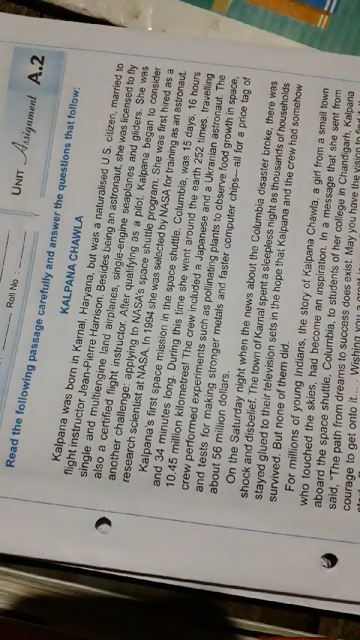 Roll No :
UNIT Assignment A.2
Read the following passage carefully and answer the questions that follow:
KALPANA CHAWLA
Kalpana was born in Karnal, Haryana, but was a naturalised U.S. citizen, married to
flight instructor Jean-Pierre Harrison. Besides being an astronaut, she was licensed to fly
single and multiengine land airplanes, single-engine seaplanes and gliders. She was
also a certified flight instructor. After qualifying as a pilot, Kalpana began to consider
another challenge: applying to NASA's space shuttle program. She was first hired as a
research scientist at NASA. In 1994 she was selected by NASA for training as an astronaut.
Kalpana's first space mission in the space shuttle, Columbia, was 15 days, 16 hours
and 34 minutes long. During this time she went around the earth 252 times, travelling
10.45 million kilometres! The crew included a Japanese and a Ukranian astronaut. The
crew performed experiments such as pollinating plants to observe food growth in space,
and tests for making stronger metals and faster computer chips—all for a price tag of
about 56 million dollars.
On the Saturday night when the news about the Columbia disaster broke, there was
shock and disbelief. The town of Karnal spent a sleepless night as thousands of households
stayed glued to their television sets in the hope that Kalpana and the crew had somehow
survived. But none of them did.
For millions of young Indians, the story of Kalpana Chawla, a girl from a small town
who touched the skies, had become an inspiration. In a message that she sent from
aboard the space shuttle, Columbia, to students of her college in Chandigarh, Kalpana
said, "The path from dreams to success does exist. May you have the vision to find
courage to get onto it... Wishing you a great